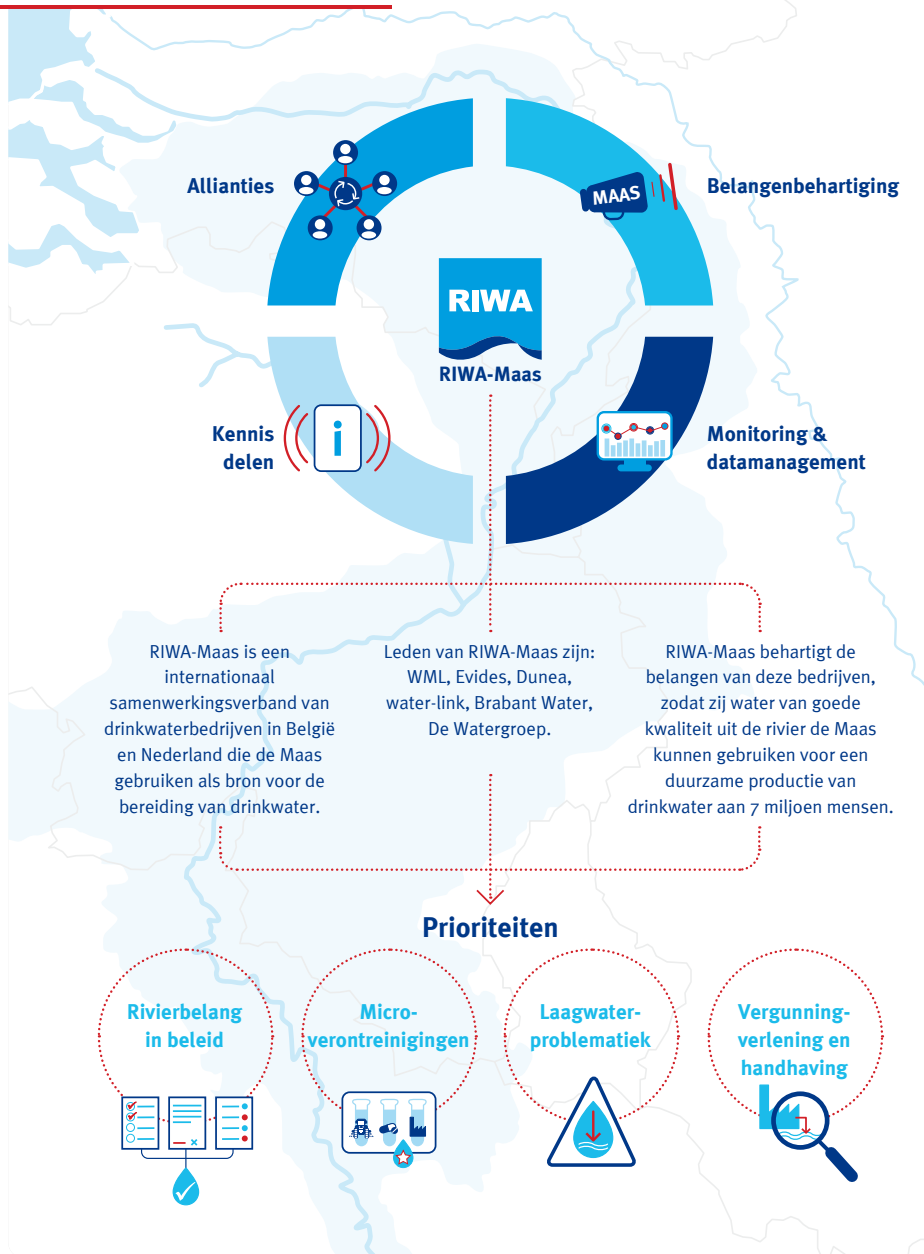 Allianties
MAAS
Belangenbehartiging
RIWA
RIWA-Maas
Kennis
delen
i
Monitoring &
datamanagement
RIWA-Maas is een
internationaal
samenwerkingsverband van
drinkwaterbedrijven in België
en Nederland die de Maas
gebruiken als bron voor de
bereiding van drinkwater.
Leden van RIWA-Maas zijn:
WML, Evides, Dunea,
water-link, Brabant Water,
De Watergroep.
RIWA-Maas behartigt de
belangen van deze bedrijven,
zodat zij water van goede
kwaliteit uit de rivier de Maas
kunnen gebruiken voor een
duurzame productie van
drinkwater aan 7 miljoen mensen.
Prioriteiten
Rivierbelang
in beleid
Micro-
verontreinigingen
Laagwater-
problematiek
Vergunning-
verlening en
handhaving